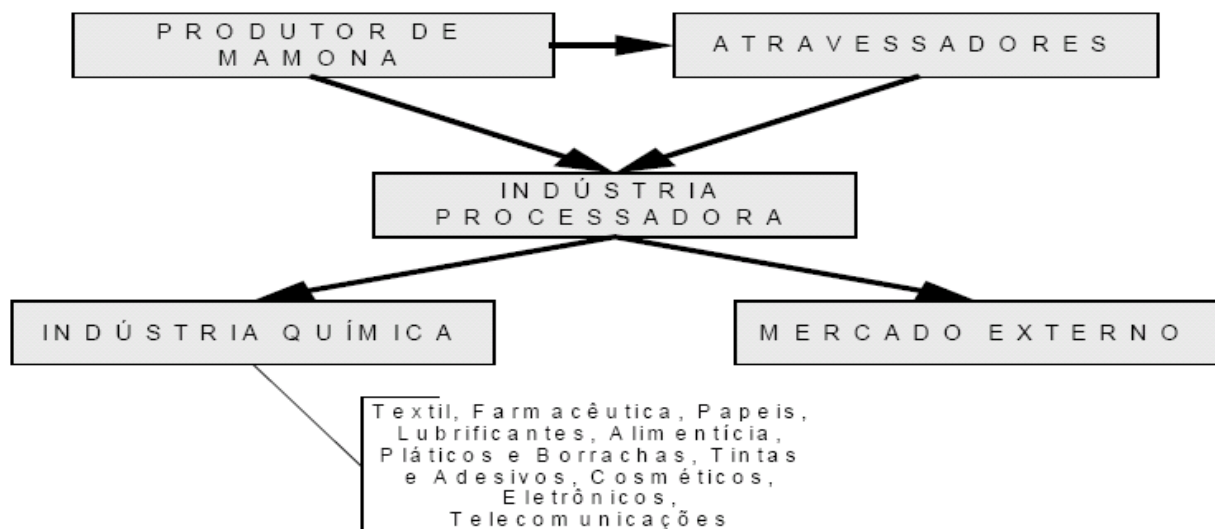 PRODUTOR DE
MAMONA
ATRAVESSADORES
INDÚSTRIA
PROCESSADORA
INDÚSTRIA QUÍMICA
MERCADO EXTERNO
Textil, Farmacêutica, Papeis,
Lubrificantes, Alimentícia,
Pláticos e Borrachas, Tintas
e Adesivos, Cosméticos,
Eletrônicos,
Telecomunicações